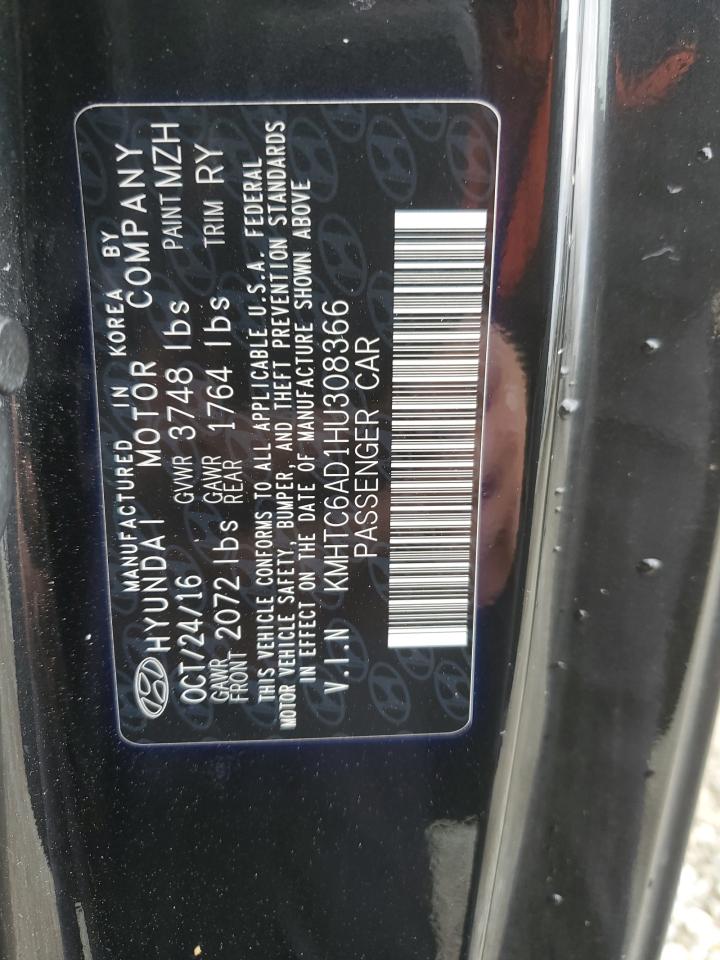 MANUFACTURED IN KOREA BY
HYUNDAI MOTOR COMPANY
OCT/24/16 GVWR 3748 lbs PAINT MZH
GAWR FRONT 2072 lbs GAWR REAR 1764 lbs TRIM RY
THIS VEHICLE CONFORMS TO ALL APPLICABLE U.S.A. FEDERAL
MOTOR VEHICLE SAFETY, BUMPER, AND THEFT PREVENTION STANDARDS
IN EFFECT ON THE DATE OF MANUFACTURE SHOWN ABOVE
V.I.N KMHTC6AD1HU308366
PASSENGER CAR